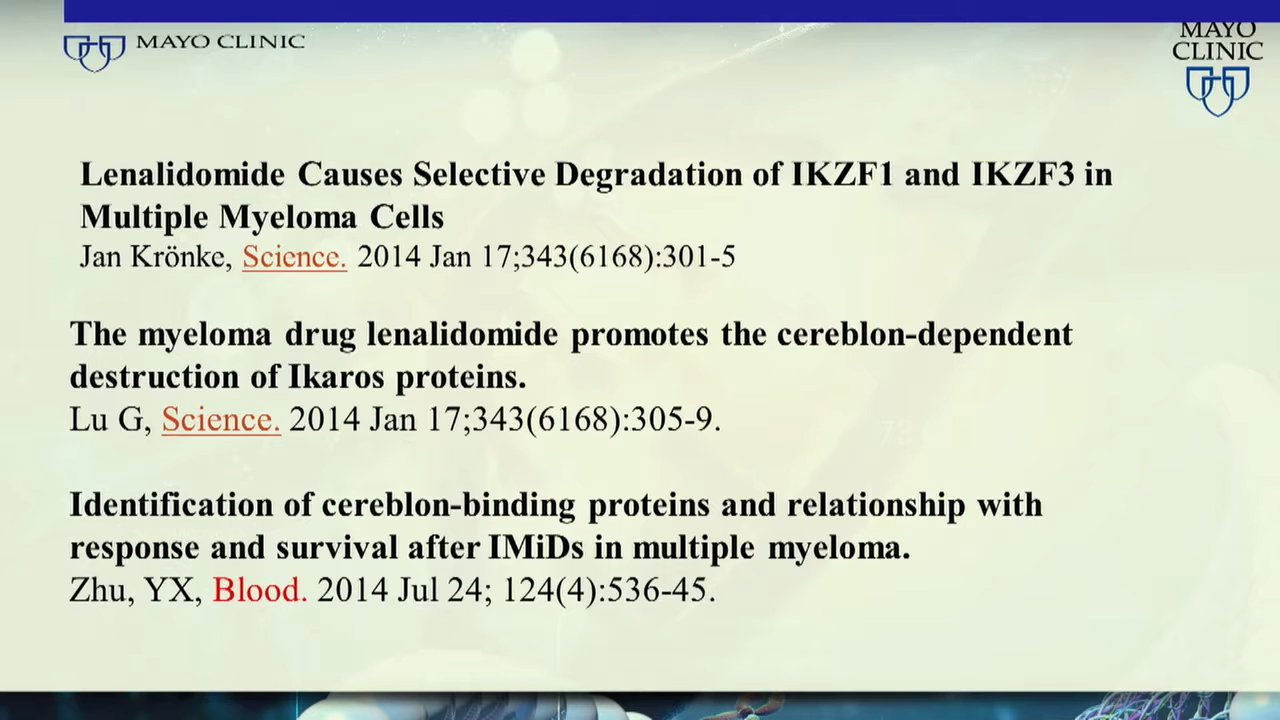 MAYO CLINIC
MAYO
CLINIC
Lenalidomide Causes Selective Degradation of IKZF1 and IKZF3 in
Multiple Myeloma Cells
Jan Krönke, Science. 2014 Jan 17;343(6168):301-5
The myeloma drug lenalidomide promotes the cereblon-dependent
destruction of Ikaros proteins.
Lu G, Science. 2014 Jan 17;343(6168):305-9.
Identification of cereblon-binding proteins and relationship with
response and survival after IMiDs in multiple myeloma.
Zhu, YX, Blood. 2014 Jul 24; 124(4):536-45.